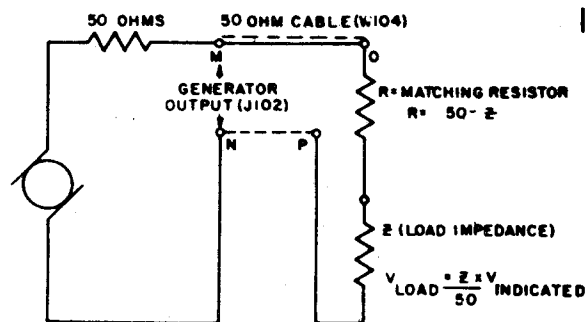 50 OHMS
50 OHM CABLE (W104)
M
O
GENERATOR
OUTPUT (J102)
R= MATCHING RESISTOR
R= 50-Z
N
P
Z (LOAD IMPEDANCE)
V LOAD = Z x V INDICATED
50